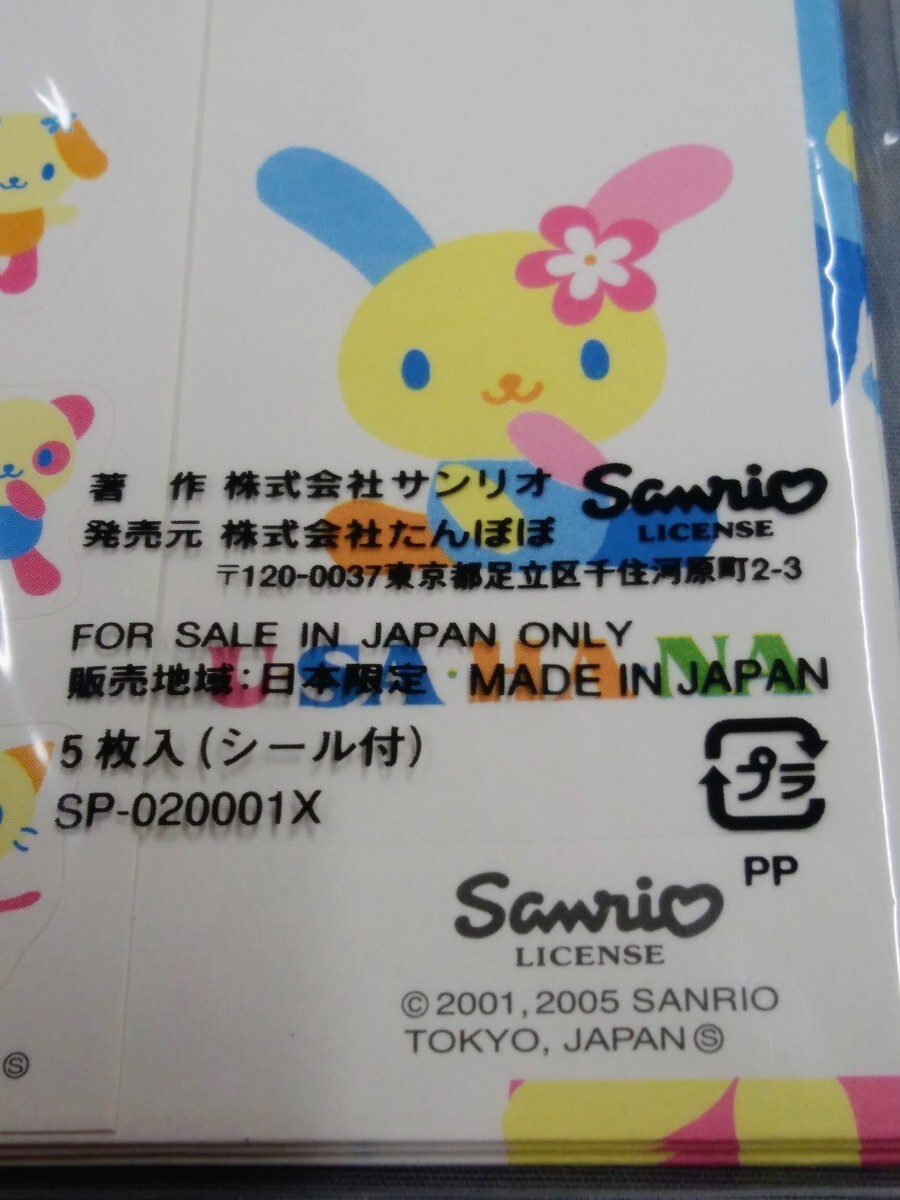 著 作 株式会社サンリオ
Sanrio
LICENSE
発売元 株式会社たんぽぽ
〒120-0037東京都足立区千住河原町2-3
FOR SALE IN JAPAN ONLY
販売地域:日本限定 MADE IN JAPAN
USA·HANA
5枚入(シール付)
SP-020001X
プラ
PP
Sanrio
LICENSE
©2001,2005 SANRIO
TOKYO, JAPAN Ⓢ
Ⓢ